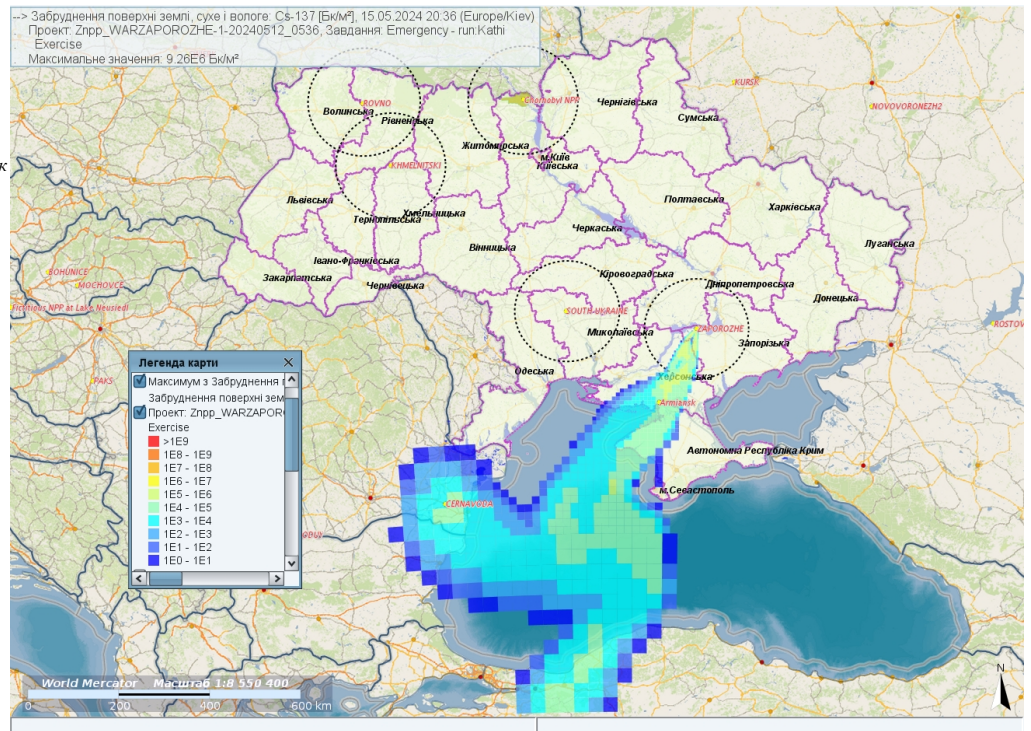 --> Забруднення поверхні землі, сухе і вологе: Cs-137 [Бк/м²], 15.05.2024 20:36 (Europe/Kiev)
Проект: Znpp_WARZAPOROZHE-1-20240512_0536, Завдання: Emergency - run:Kathi
Exercise
Максимальне значення: 9.26E6 Бк/м²
KURSK
ROVNO
Chornobyl NPP
Чернігівська
NOVOVORONEZH2
Волинська
Рівненська
Сумська
Житомирська
м.Київ
Київська
к
KHMELNITSKI
Львівська
Хмельницька
Тернопільська
Полтавська
Харківська
Черкаська
Вінницька
Луганська
Івано-Франківська
Закарпатська
Чернівецька
Кіровоградська
Дніпропетровська
Донецька
BOHUNICE
MOCHOVCE
Fictitious NPP at Lake Neusiedl
SOUTH-UKRAINE
Миколаївська
ZAPOROZHE
Запорізька
ROSTOV
Одеська
Херсонська
PAKS
Armiansk
Автономна Республіка Крим
м.Севастополь
CERNAVODA
Легенда карти
Максимум з Забруднення
Забруднення поверхні зем
Проект: Znpp_WARZAPOR
Exercise
>1E9
1E8 - 1E9
1E7 - 1E8
1E6 - 1E7
1E5 - 1E6
1E4 - 1E5
1E3 - 1E4
1E2 - 1E3
1E1 - 1E2
1E0 - 1E1
World Mercator Масштаб 1:8 550 400
0 200 400 600 km
N